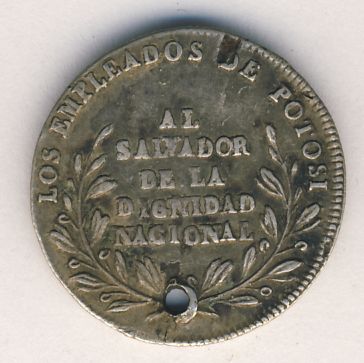 LOS EMPLEADOS DE POTOSI
AL
SALVADOR
DE LA
DIGNIDAD
NACIONAL